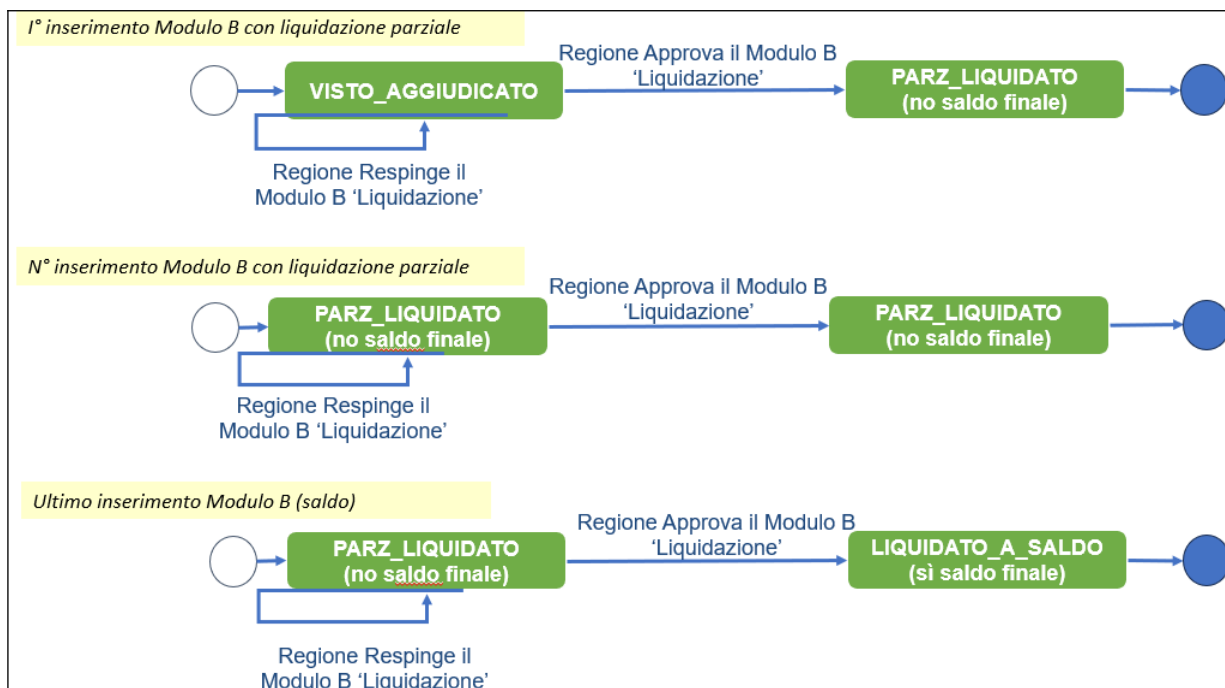 I° inserimento Modulo B con liquidazione parziale
Regione Approva il Modulo B
'Liquidazione'
VISTO_AGGIUDICATO
PARZ_LIQUIDATO
(no saldo finale)
Regione Respinge il
Modulo B 'Liquidazione'
N° inserimento Modulo B con liquidazione parziale
Regione Approva il Modulo B
'Liquidazione'
PARZ_LIQUIDATO
(no saldo finale)
PARZ_LIQUIDATO
(no saldo finale)
Regione Respinge il
Modulo B 'Liquidazione'
Ultimo inserimento Modulo B (saldo)
Regione Approva il Modulo B
'Liquidazione'
PARZ_LIQUIDATO
(no saldo finale)
LIQUIDATO_A_SALDO
(sì saldo finale)
Regione Respinge il
Modulo B 'Liquidazione'